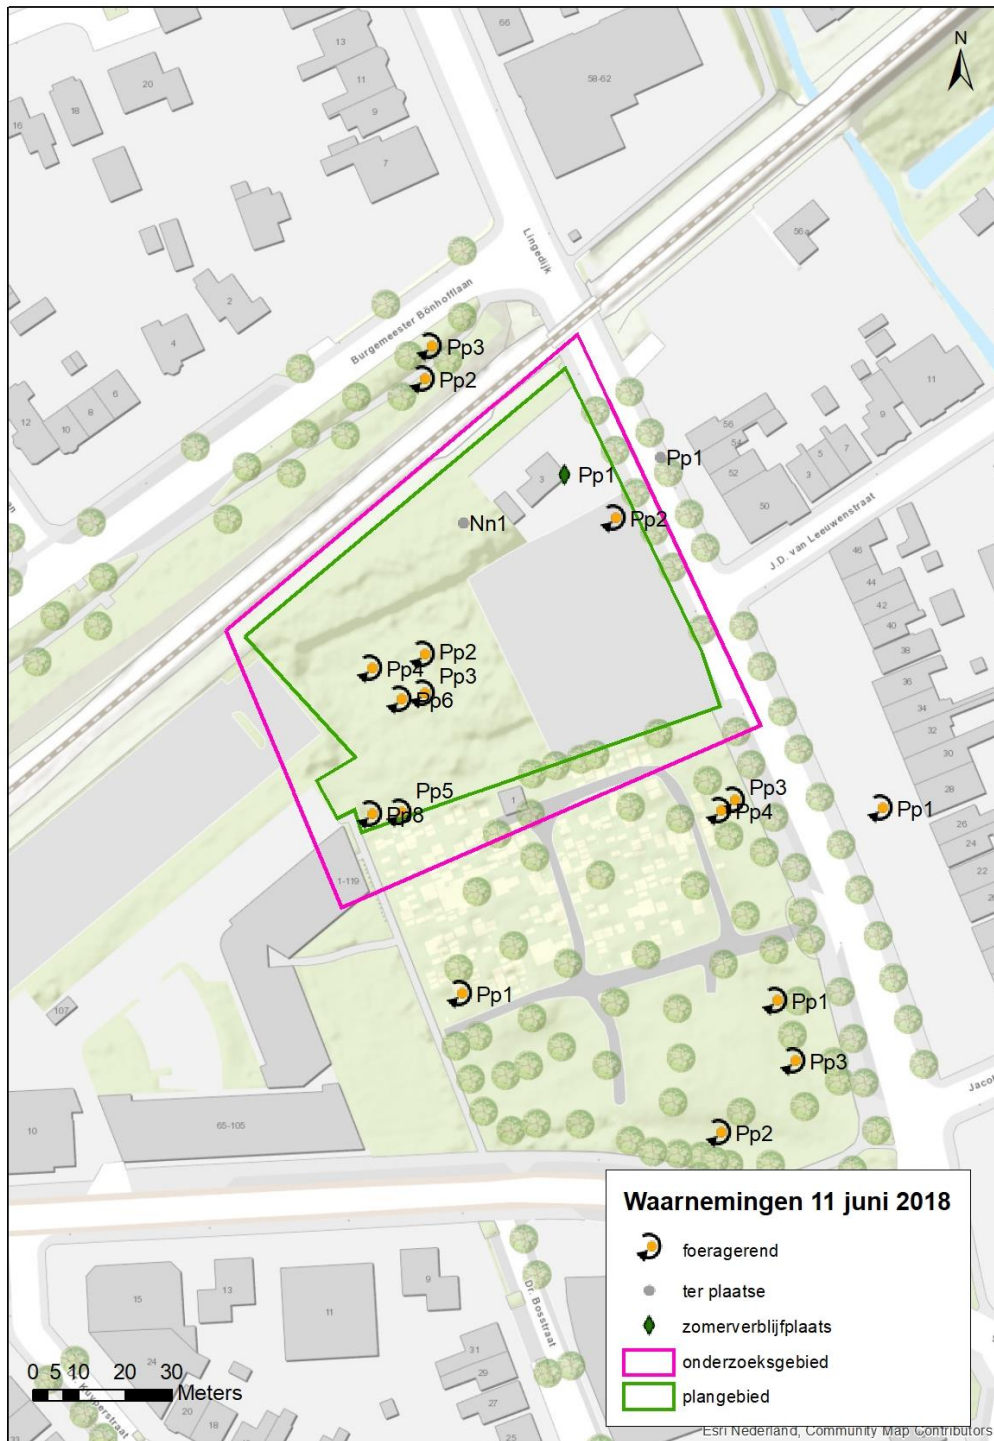 66
13
20
18
11
9
16
7
58-62
N
Lingedijk
56a
Burgemeester Bönhofflaan
2
4
6
8
10
12
Pp3
Pp2
11
9
7
5
3
56
54
52
50
Pp1
3
Pp1
Nn1
Pp2
J.D. van Leeuwenstraat
46
44
42
40
38
36
34
32
30
28
26
24
22
Pp2
Pp4
Pp3
Pp6
Pp5
Pp8
1
Pp3
Pp4
Pp1
1-119
107
Pp1
Pp1
Pp3
Pp2
10
65-105
15
13
11
9
24
20
18
31
29
27
25
Dr. Bosstraat
Kuyperstraat
Waarnemingen 11 juni 2018
foeragerend
ter plaatse
zomerverblijfplaats
onderzoeksgebied
plangebied
0 5 10 20 30
Meters
Esri Nederland, Community Map Contributors